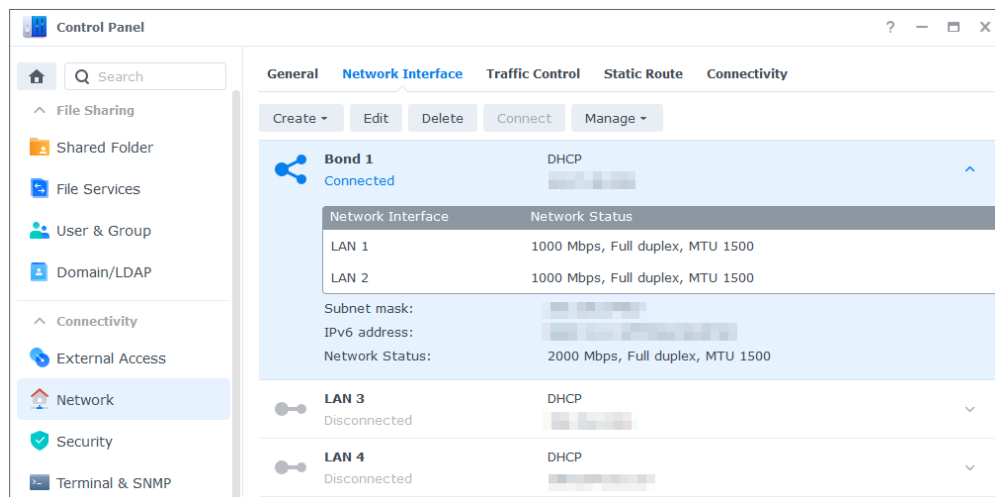 Control Panel
?
Search
File Sharing
Shared Folder
File Services
User & Group
Domain/LDAP
Connectivity
External Access
Network
Security
Terminal & SNMP
General Network Interface Traffic Control Static Route Connectivity
Create Edit Delete Connect Manage
Bond 1 DHCP
Connected
Network Interface Network Status
LAN 1 1000 Mbps, Full duplex, MTU 1500
LAN 2 1000 Mbps, Full duplex, MTU 1500
Subnet mask:
IPv6 address:
Network Status: 2000 Mbps, Full duplex, MTU 1500
LAN 3 DHCP
Disconnected
LAN 4 DHCP
Disconnected